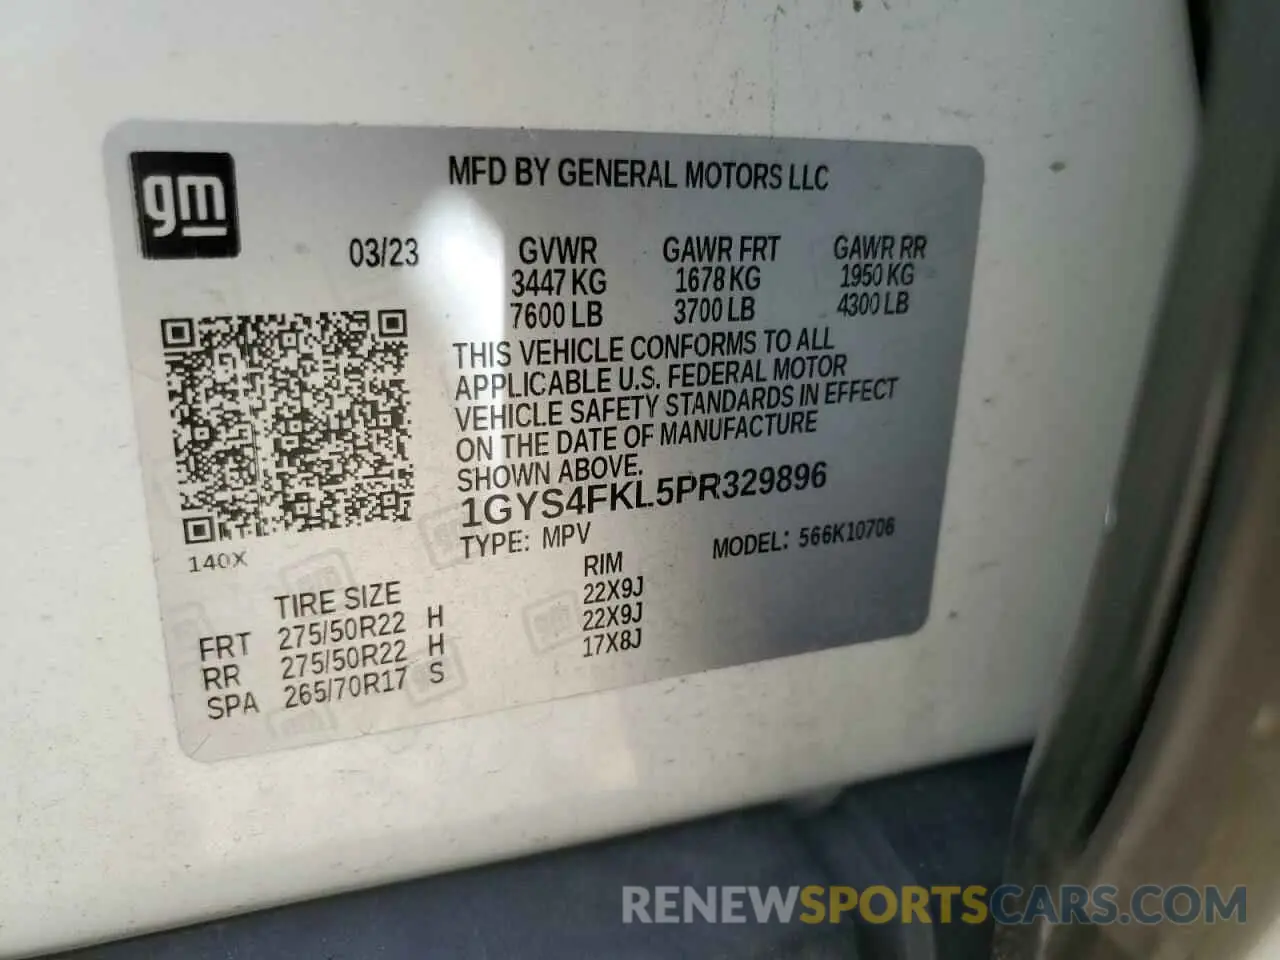 gm
MFD BY GENERAL MOTORS LLC
03/23 GVWR GAWR FRT GAWR RR
3447 KG 1678 KG 1950 KG
7600 LB 3700 LB 4300 LB
THIS VEHICLE CONFORMS TO ALL
APPLICABLE U.S. FEDERAL MOTOR
VEHICLE SAFETY STANDARDS IN EFFECT
ON THE DATE OF MANUFACTURE
SHOWN ABOVE.
1GYS4FKL5PR329896
TYPE: MPV MODEL: 566K10706
140X
TIRE SIZE RIM
FRT 275/50R22 H 22X9J
RR 275/50R22 H 22X9J
SPA 265/70R17 S 17X8J
RENEWSPORTSCARS.COM